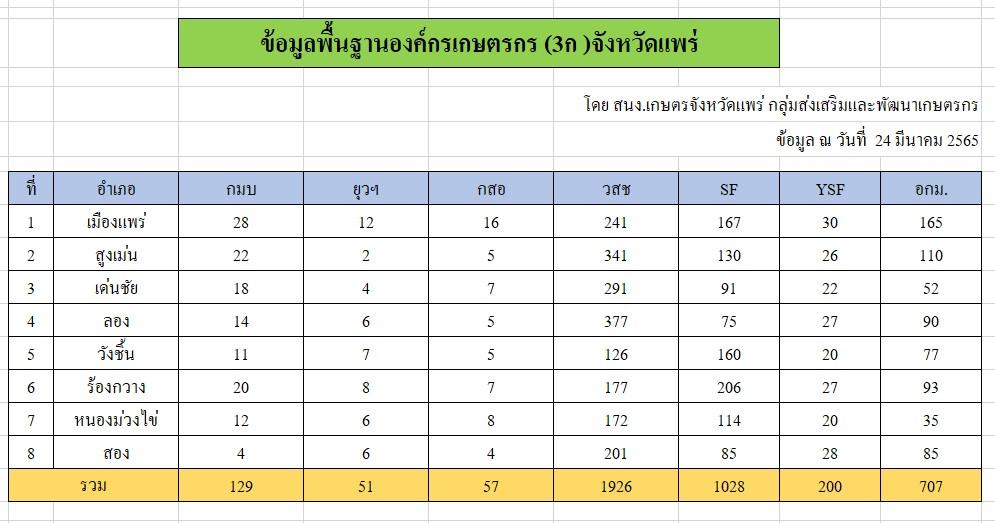 ข้อมูลพื้นฐานองค์กรเกษตรกร (3ก )จังหวัดแพร่
โดย สนง.เกษตรจังหวัดแพร่ กลุ่มส่งเสริมและพัฒนาเกษตรกร
ข้อมูล ณ วันที่ 24 มีนาคม 2565
ที่ อำเภอ กมบ ยุวฯ กสอ วสช SF YSF อกม.
1 เมืองแพร่ 28 12 16 241 167 30 165
2 สูงเม่น 22 2 5 341 130 26 110
3 เด่นชัย 18 4 7 291 91 22 52
4 ลอง 14 6 5 377 75 27 90
5 วังชิ้น 11 7 5 126 160 20 77
6 ร้องกวาง 20 8 7 177 206 27 93
7 หนองม่วงไข่ 12 6 8 172 114 20 35
8 สอง 4 6 4 201 85 28 85
รวม 129 51 57 1926 1028 200 707